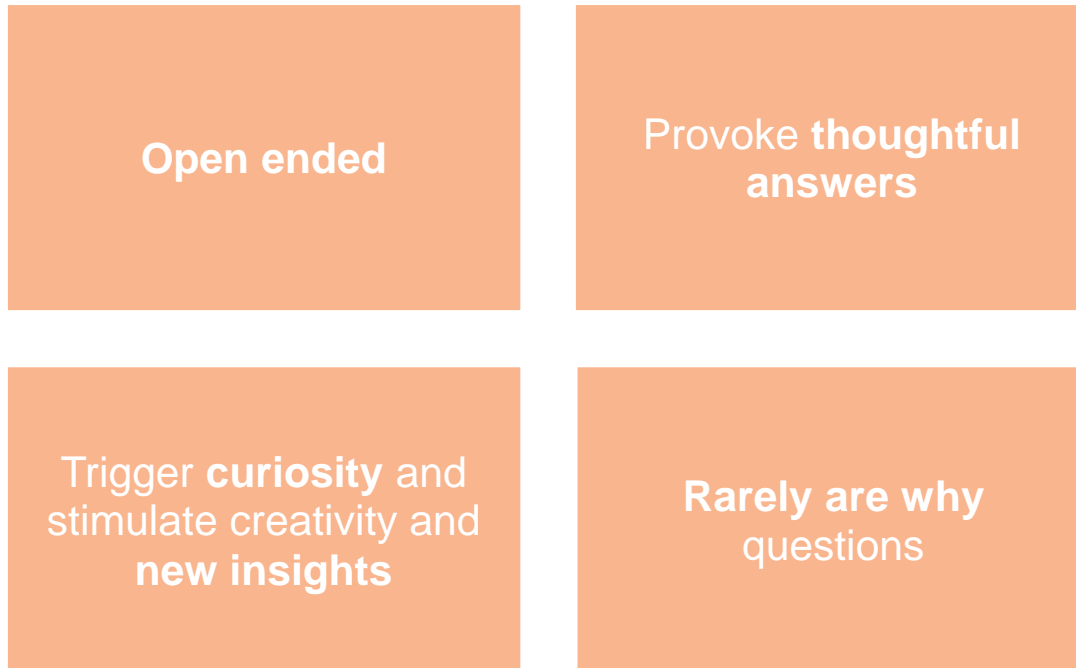 Open ended
Provoke thoughtful
answers
Trigger curiosity and
stimulate creativity and
new insights
Rarely are why
questions